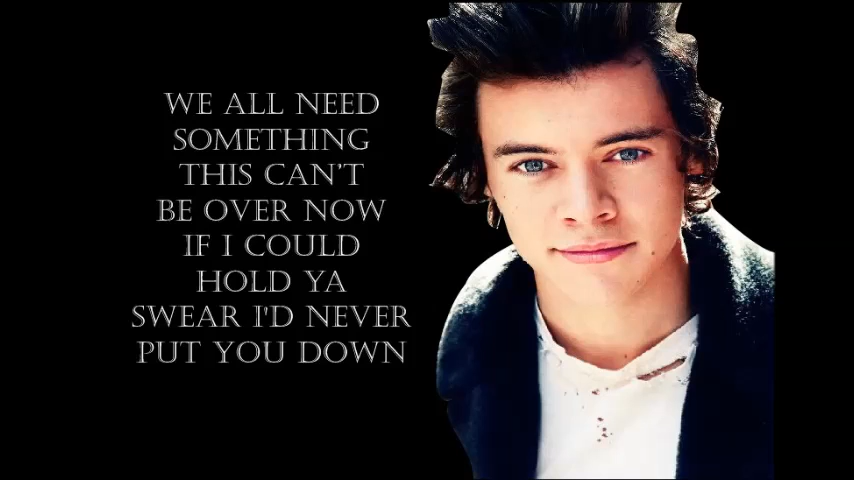 WE ALL NEED
SOMETHING
THIS CAN'T
BE OVER NOW
IF I COULD
HOLD YA
SWEAR I'D NEVER
PUT YOU DOWN